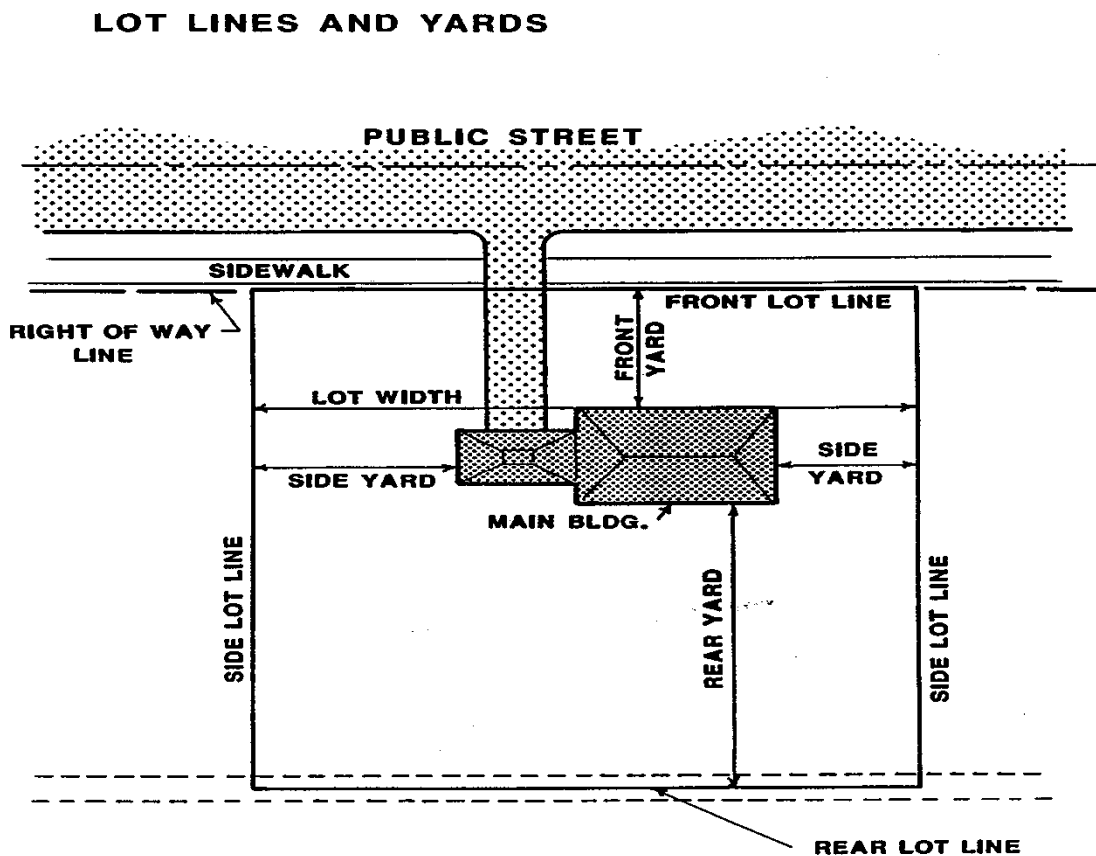 LOT LINES AND YARDS
PUBLIC STREET
SIDEWALK
FRONT LOT LINE
RIGHT OF WAY
LINE
FRONT
YARD
LOT WIDTH
SIDE YARD
SIDE
YARD
MAIN BLDG.
SIDE LOT LINE
REAR YARD
SIDE LOT LINE
REAR LOT LINE